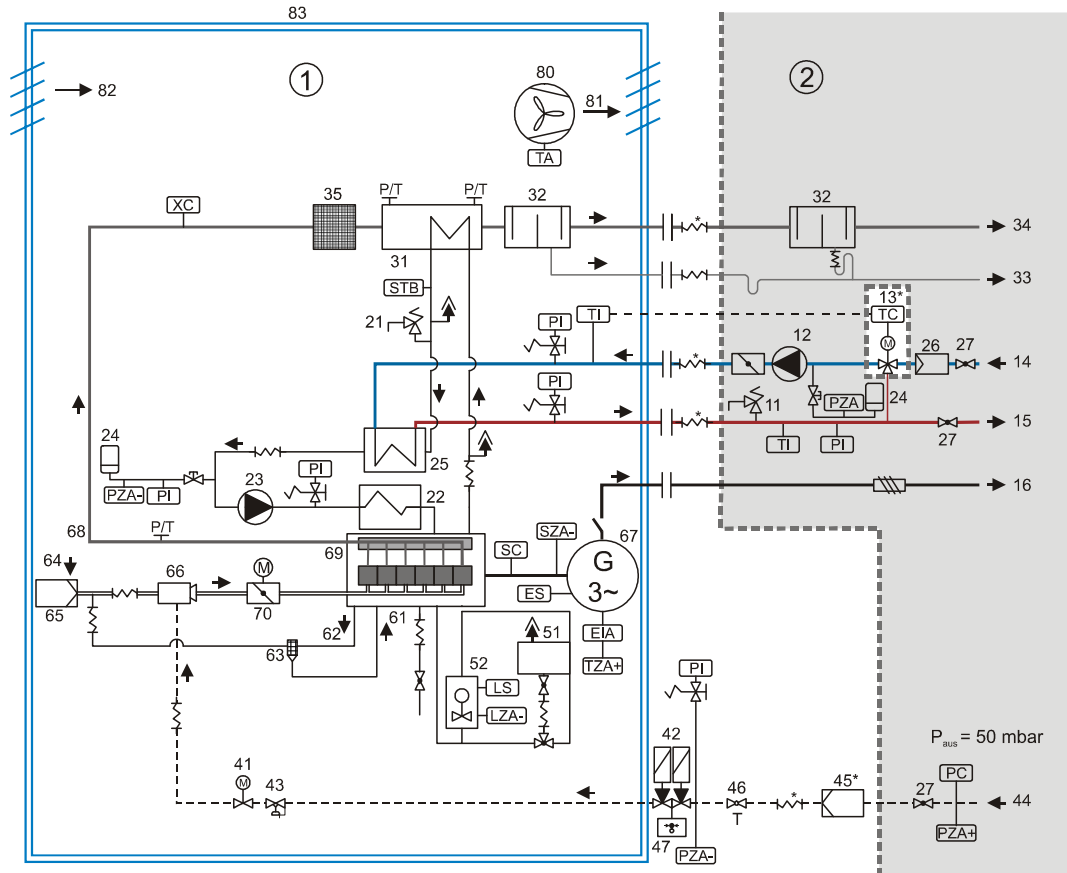 83
1
2
82
80
81
TA
XC
35
P/T
P/T
32
32
34
31
STB
33
21
PI
TI
13*
TC
M
12
26
27
14
PI
11
PZA
24
24
25
TI
PI
27
15
PZA-
PI
23
PI
22
16
68
P/T
69
SC
SZA-
67
G
3~
64
M
66
65
70
ES
62
61
EIA
63
51
TZA+
52
LS
LZA-
PI
42
P_aus = 50 mbar
41
M
43
46
45*
27
PC
44
47
PZA-
PZA+